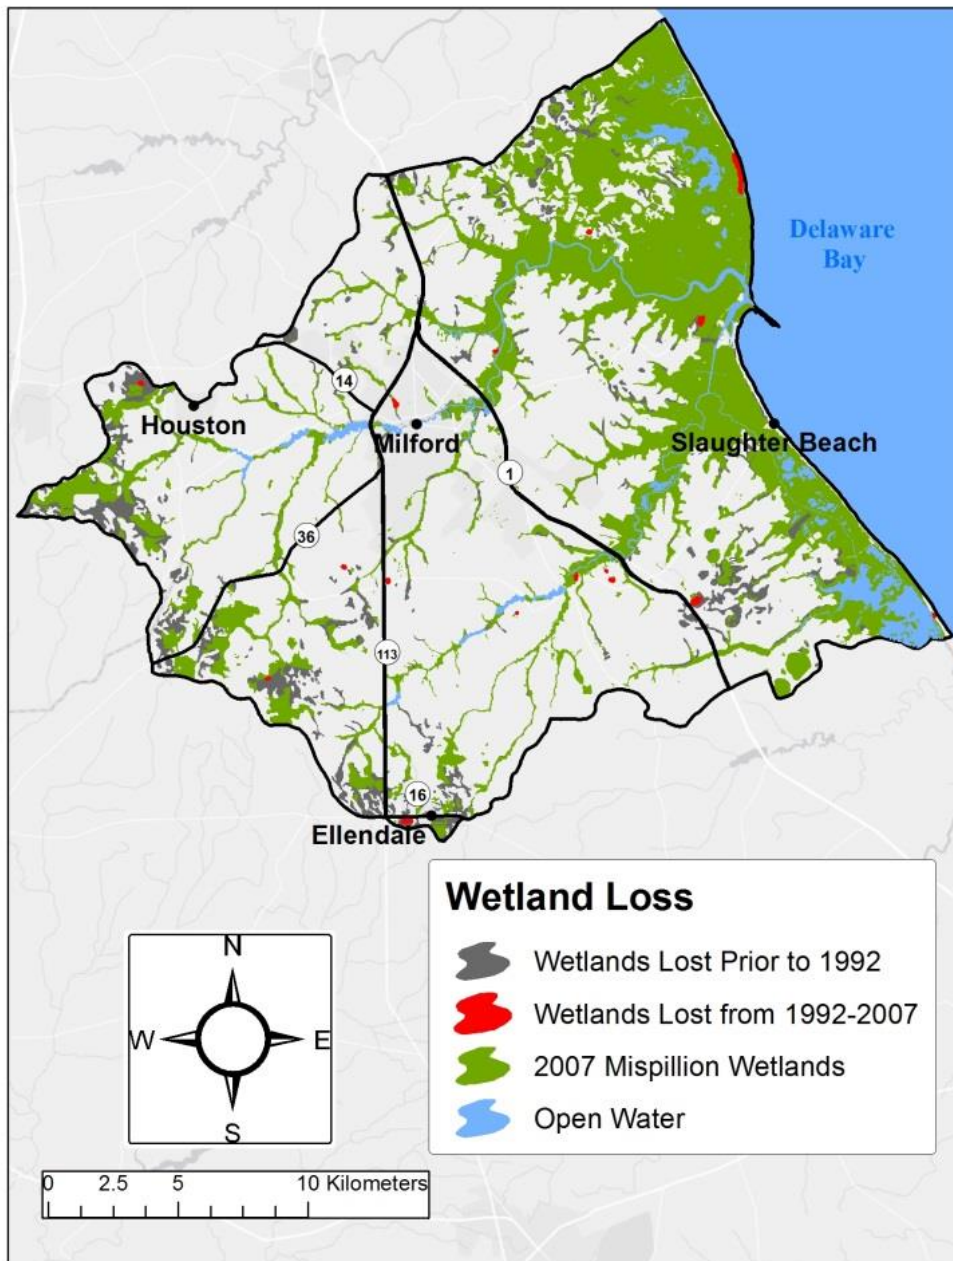 Delaware
Bay
14
Houston
Milford
Slaughter Beach
1
36
113
16
Ellendale
Wetland Loss
Wetlands Lost Prior to 1992
Wetlands Lost from 1992-2007
2007 Mispillion Wetlands
Open Water
N
W E
S
0 2.5 5 10 Kilometers